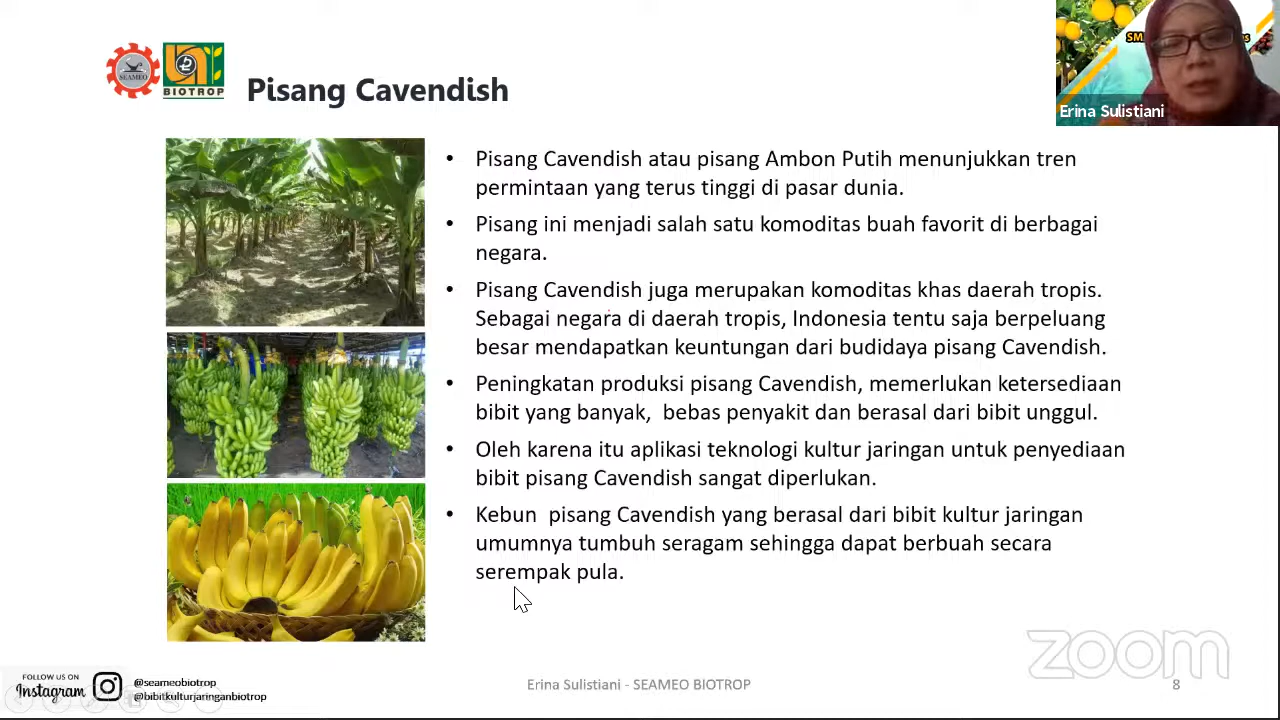 SEAMEO
BIOTROP
Pisang Cavendish
Erina Sulistiani
• Pisang Cavendish atau pisang Ambon Putih menunjukkan tren
permintaan yang terus tinggi di pasar dunia.
• Pisang ini menjadi salah satu komoditas buah favorit di berbagai
negara.
• Pisang Cavendish juga merupakan komoditas khas daerah tropis.
Sebagai negara di daerah tropis, Indonesia tentu saja berpeluang
besar mendapatkan keuntungan dari budidaya pisang Cavendish.
• Peningkatan produksi pisang Cavendish, memerlukan ketersediaan
bibit yang banyak, bebas penyakit dan berasal dari bibit unggul.
• Oleh karena itu aplikasi teknologi kultur jaringan untuk penyediaan
bibit pisang Cavendish sangat diperlukan.
• Kebun pisang Cavendish yang berasal dari bibit kultur jaringan
umumnya tumbuh seragam sehingga dapat berbuah secara
serempak pula.
zoom
FOLLOW US ON
Instagram
@seameobiotrop
@bibitkulturjaringanbiotrop
Erina Sulistiani - SEAMEO BIOTROP
8